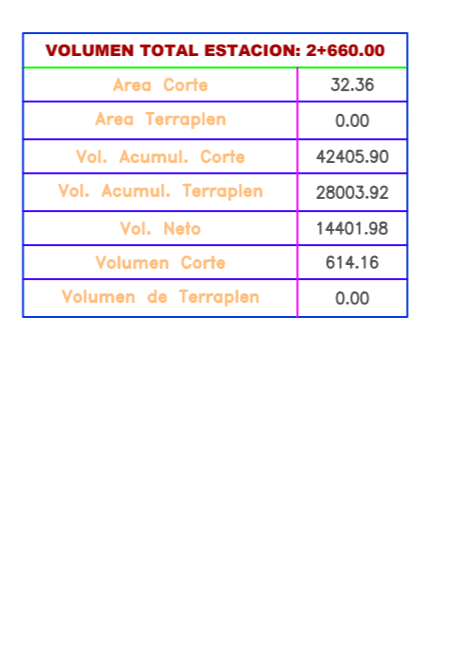 VOLUMEN TOTAL ESTACION: 2+660.00
Area Corte 32.36
Area Terraplen 0.00
Vol. Acumul. Corte 42405.90
Vol. Acumul. Terraplen 28003.92
Vol. Neto 14401.98
Volumen Corte 614.16
Volumen de Terraplen 0.00